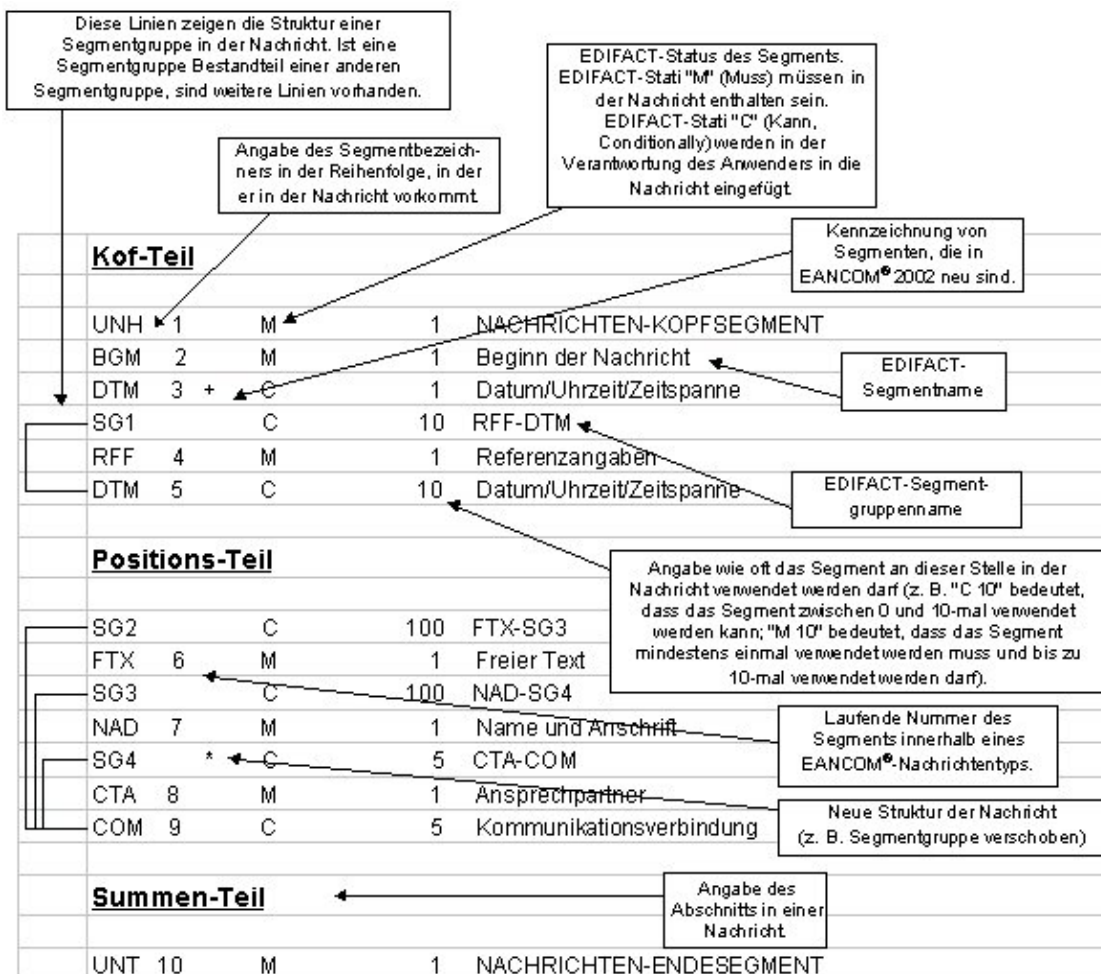 Diese Linien zeigen die Struktur einer
Segmentgruppe in der Nachricht. Ist eine
Segmentgruppe Bestandteil einer anderen
Segmentgruppe, sind weitere Linien vorhanden.
EDIFACT-Status des Segments.
EDIFACT-Stati "M" (Muss) müssen in
der Nachricht enthalten sein.
EDIFACT-Stati "C" (Kann,
Conditionally)werden in der
Verantwortung des Anwenders in die
Nachricht eingefügt.
Angabe des Segmentbezeich-
ners in der Reihenfolge, in der
er in der Nachricht vorkommt.
Kennzeichnung von
Segmenten, die in
EANCOM® 2002 neu sind.
Kof-Teil
UNH 1 M 1 NACHRICHTEN-KOPFSEGMENT
BGM 2 M 1 Beginn der Nachricht
DTM 3 + C 1 Datum/Uhrzeit/Zeitspanne
EDIFACT-
Segmentname
SG1 C 10 RFF-DTM
RFF 4 M 1 Referenzangaben
DTM 5 C 10 Datum/Uhrzeit/Zeitspanne
EDIFACT-Segment-
gruppenname
Positions-Teil
Angabe wie oft das Segment an dieser Stelle in der
Nachricht verwendet werden darf (z. B. "C 10" bedeutet,
dass das Segment zwischen 0 und 10-mal verwendet
werden kann; "M 10" bedeutet, dass das Segment
mindestens einmal verwendet werden muss und bis zu
10-mal verwendet werden darf).
SG2 C 100 FTX-SG3
FTX 6 M 1 Freier Text
SG3 C 100 NAD-SG4
NAD 7 M 1 Name und Anschrift
Laufende Nummer des
Segments innerhalb eines
EANCOM®-Nachrichtentyps.
SG4 * C 5 CTA-COM
CTA 8 M 1 Ansprechpartner
COM 9 C 5 Kommunikationsverbindung
Neue Struktur der Nachricht
(z. B. Segmentgruppe verschoben)
Summen-Teil
Angabe des
Abschnitts in einer
Nachricht.
UNT 10 M 1 NACHRICHTEN-ENDESEGMENT